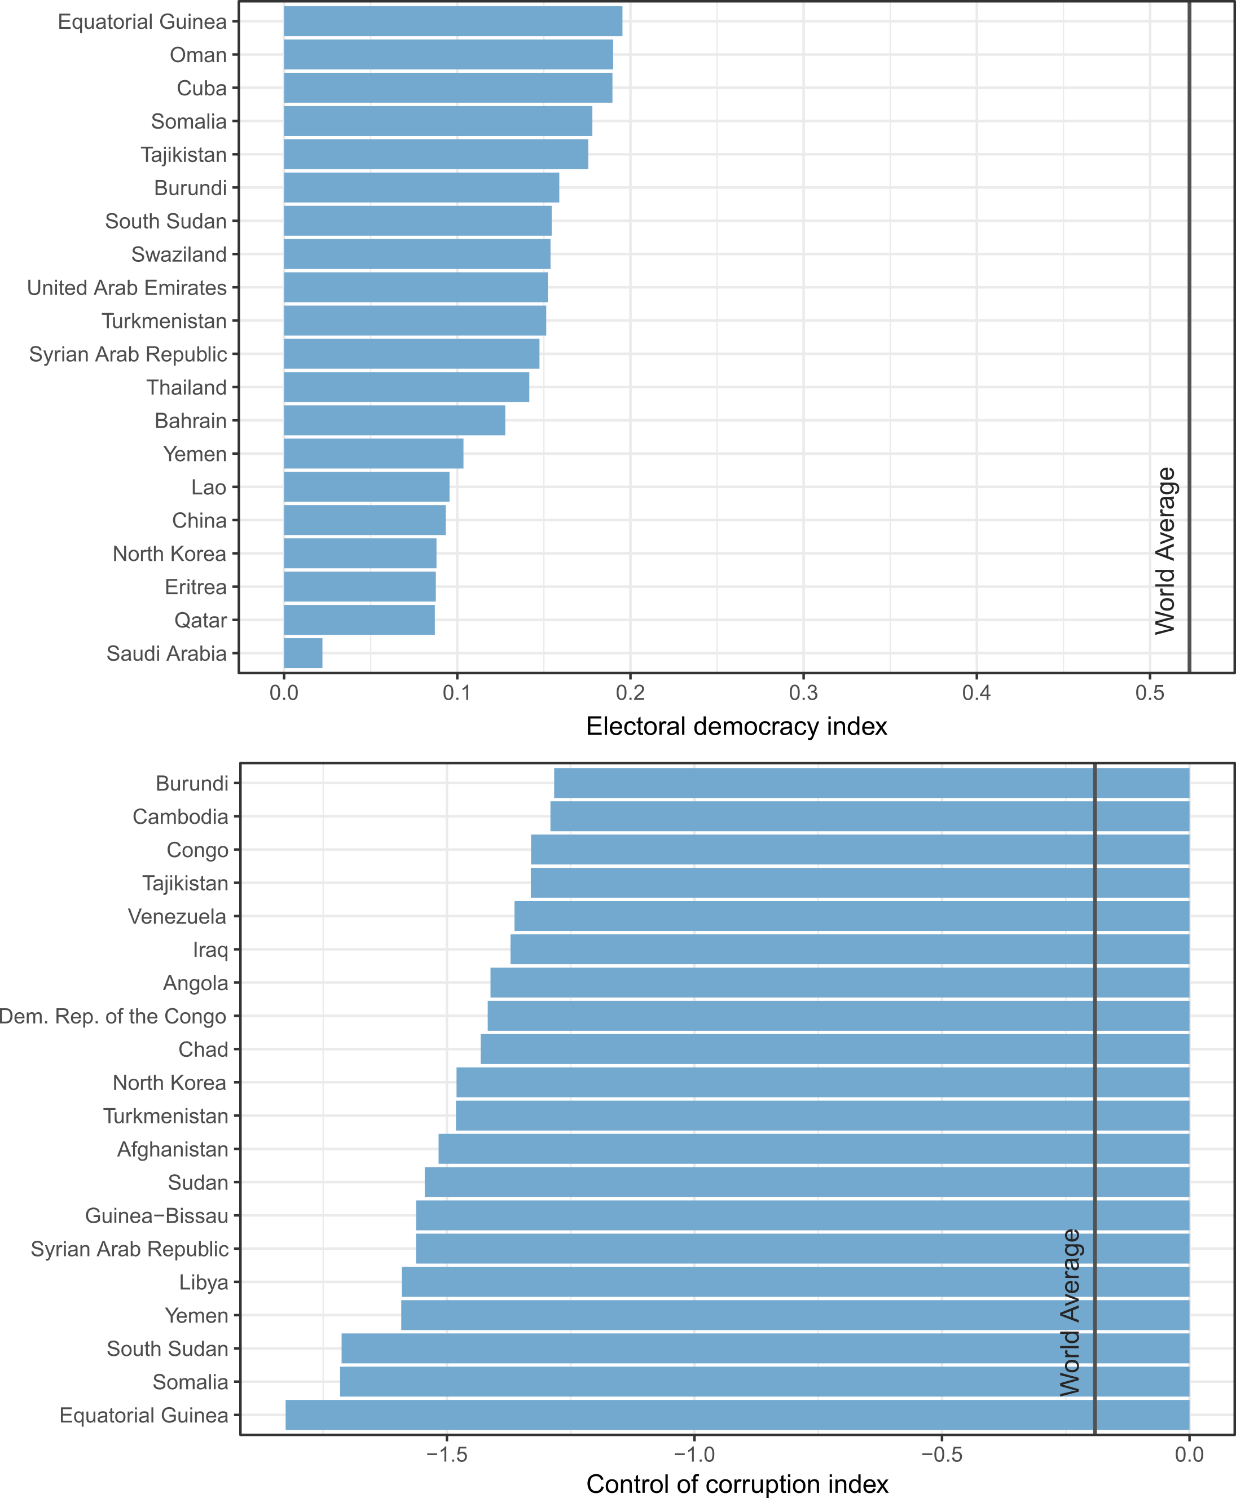 Equatorial Guinea
Oman
Cuba
Somalia
Tajikistan
Burundi
South Sudan
Swaziland
United Arab Emirates
Turkmenistan
Syrian Arab Republic
Thailand
Bahrain
Yemen
Lao
China
North Korea
Eritrea
Qatar
Saudi Arabia
World Average
0.0 0.1 0.2 0.3 0.4 0.5
Electoral democracy index
Burundi
Cambodia
Congo
Tajikistan
Venezuela
Iraq
Angola
Dem. Rep. of the Congo
Chad
North Korea
Turkmenistan
Afghanistan
Sudan
Guinea−Bissau
Syrian Arab Republic
Libya
Yemen
South Sudan
Somalia
Equatorial Guinea
World Average
−1.5 −1.0 −0.5 0.0
Control of corruption index